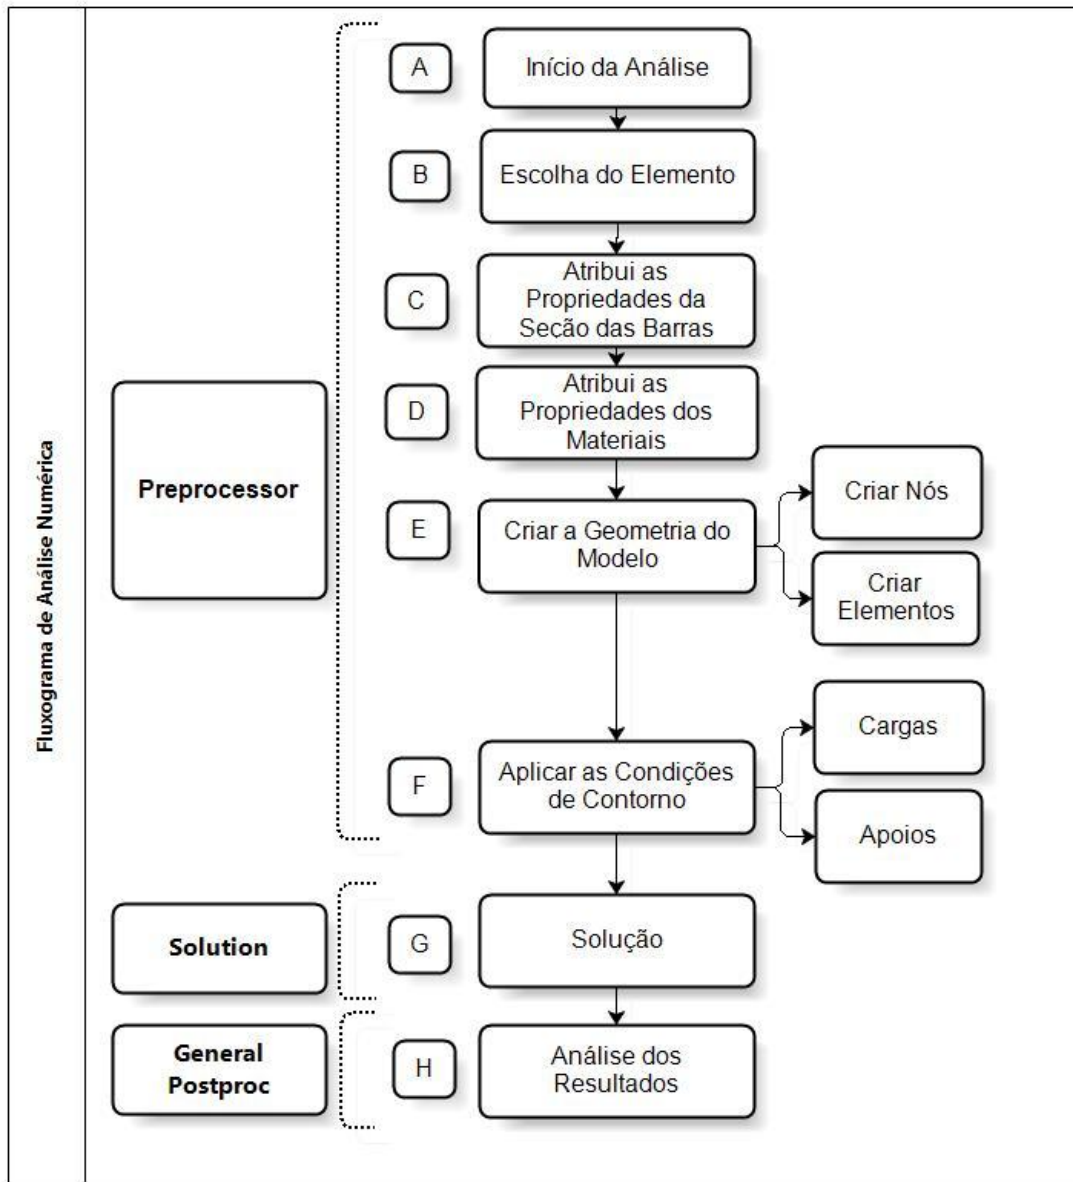 Fluxograma de Análise Numérica
Preprocessor
A
Início da Análise
B
Escolha do Elemento
C
Atribui as
Propriedades da
Seção das Barras
D
Atribui as
Propriedades dos
Materiais
E
Criar a Geometria do
Modelo
Criar Nós
Criar
Elementos
F
Aplicar as Condições
de Contorno
Cargas
Apoios
Solution
G
Solução
General
Postproc
H
Análise dos
Resultados